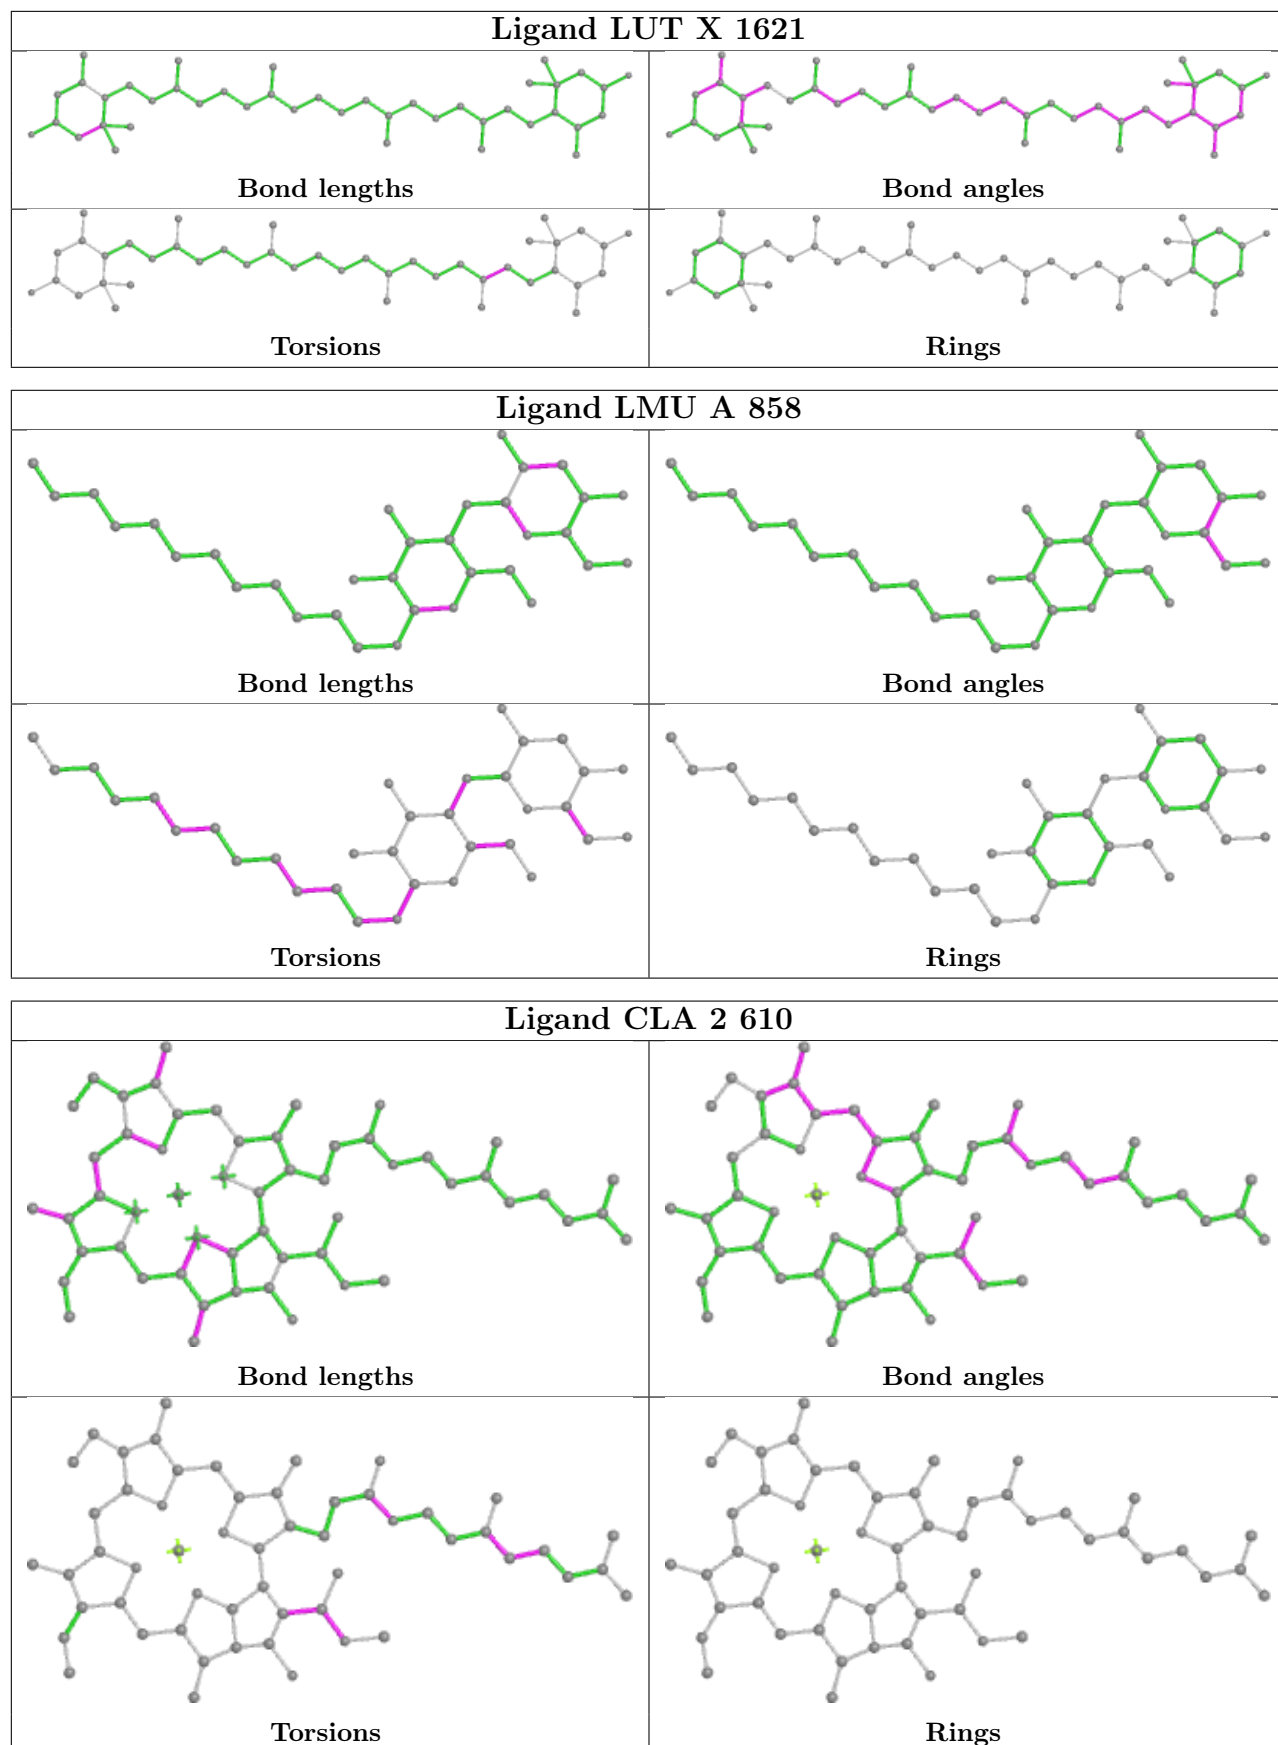 Ligand LUT X 1621
Bond lengths
Bond angles
Torsions
Rings
Ligand LMU A 858
Bond lengths
Bond angles
Torsions
Rings
Ligand CLA 2 610
Bond lengths
Bond angles
Torsions
Rings